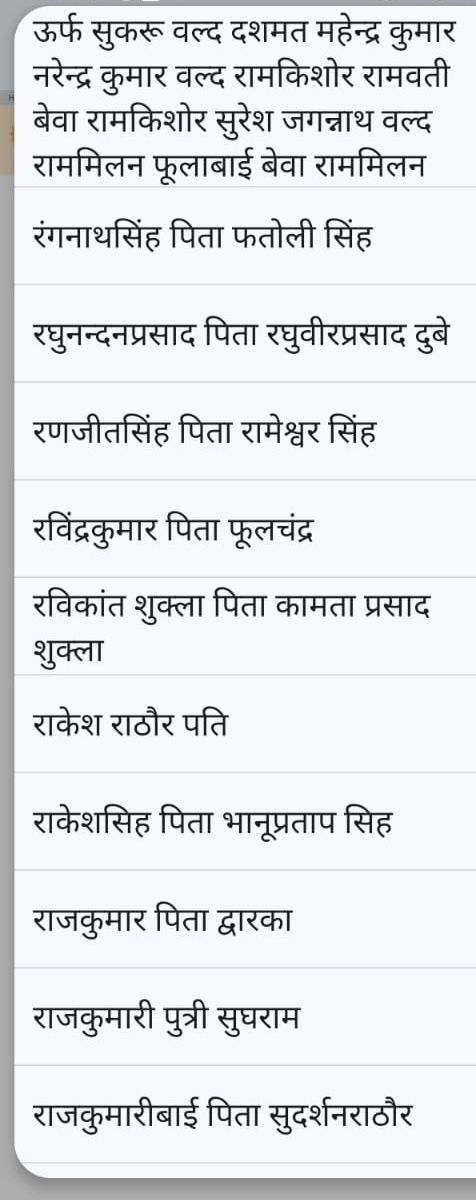 ऊर्फ सुकरू वल्द दशमत महेन्द्र कुमार
नरेन्द्र कुमार वल्द रामकिशोर रामवती
बेवा रामकिशोर सुरेश जगन्नाथ वल्द
राममिलन फूलाबाई बेवा राममिलन
रंगनाथसिंह पिता फतोली सिंह
रघुनन्दनप्रसाद पिता रघुवीरप्रसाद दुबे
रणजीतसिंह पिता रामेश्वर सिंह
रविंद्रकुमार पिता फूलचंद्र
रविकांत शुक्ला पिता कामता प्रसाद
शुक्ला
राकेश राठौर पति
राकेशसिह पिता भानूप्रताप सिह
राजकुमार पिता द्वारका
राजकुमारी पुत्री सुघराम
राजकुमारीबाई पिता सुदर्शनराठौर